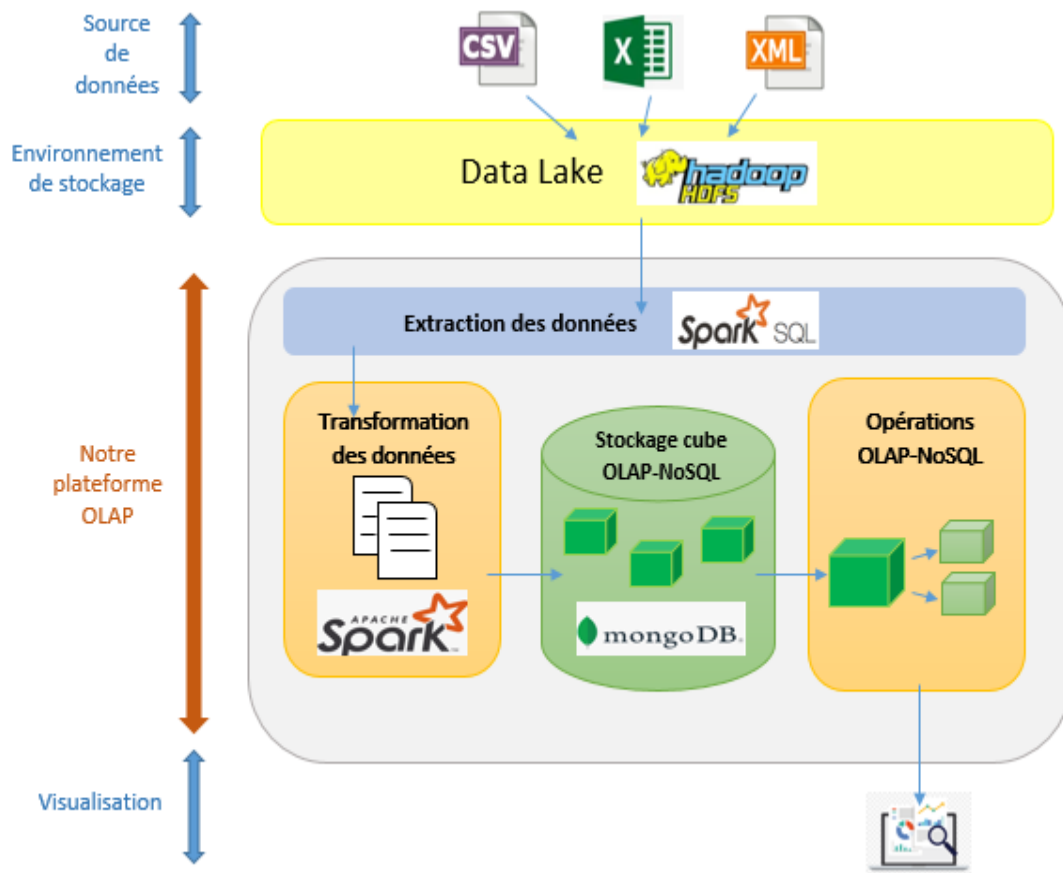 Source
de
données
CSV
X
XML
Environnement
de stockage
Data Lake
hadoop
HDFS
Extraction des données
Spark SQL
Notre
plateforme
OLAP
Transformation
des données
APACHE
Spark
Stockage cube
OLAP-NoSQL
mongoDB.
Opérations
OLAP-NoSQL
Visualisation